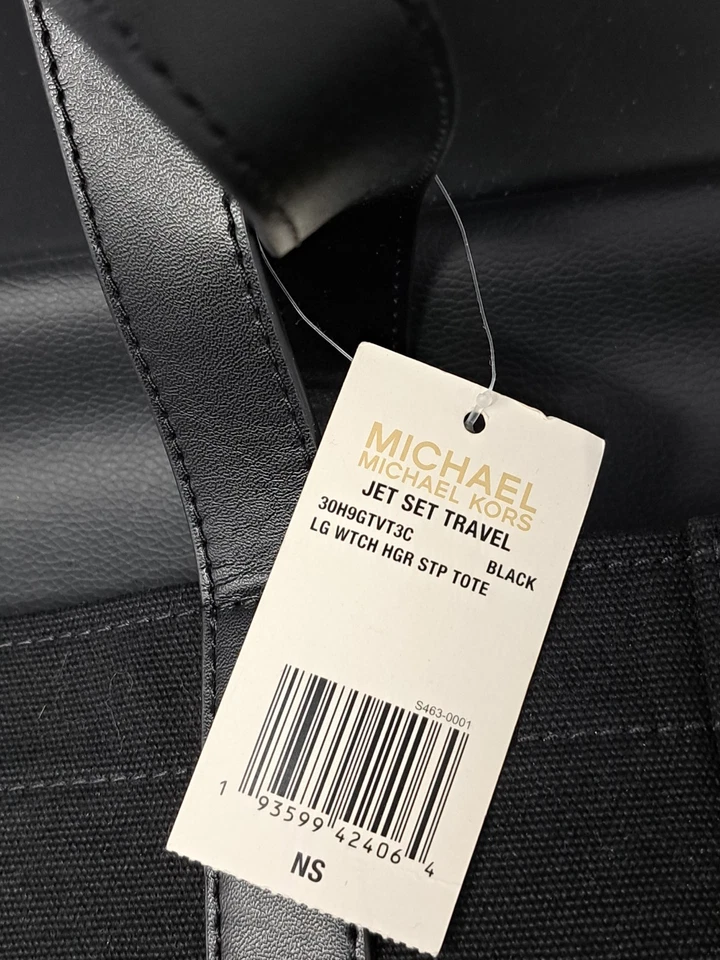 MICHAEL
MICHAEL KORS
JET SET TRAVEL
30H9GTVT3C BLACK
LG WTCH HGR STP TOTE
S463-0001
1 93599 42406 4
NS